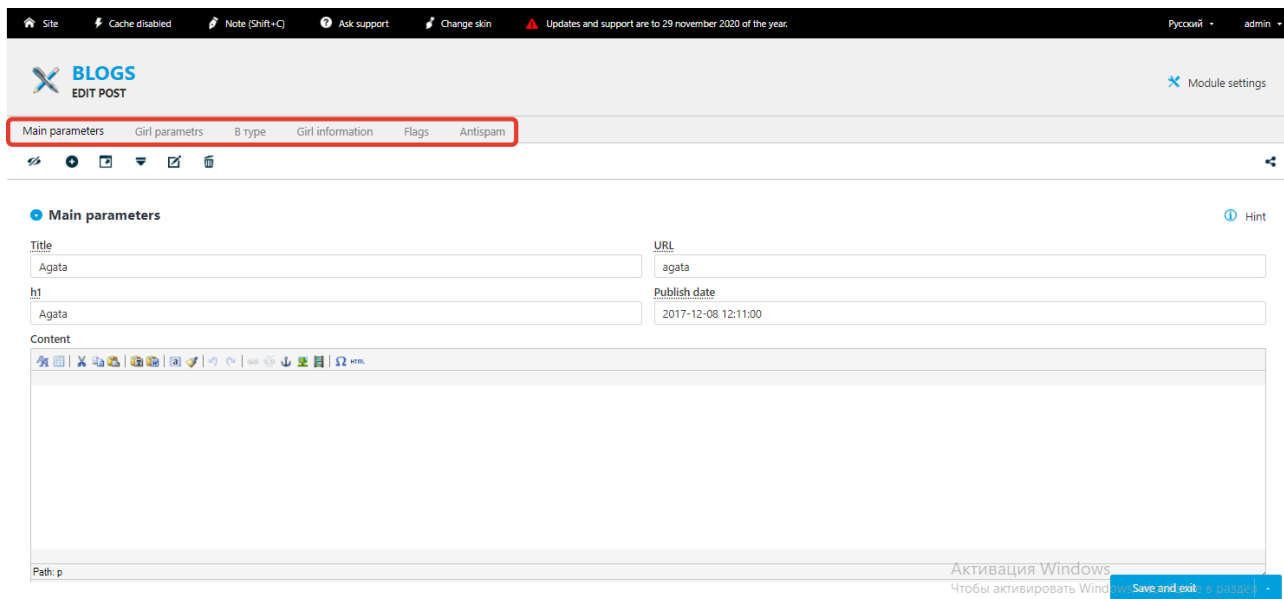 Site Cache disabled Note (Shift+C) Ask support Change skin Updates and support are to 29 november 2020 of the year. Русский admin
BLOGS
EDIT POST
Module settings
Main parameters Girl parametrs В type Girl information Flags Antispam
Main parameters
Hint
Title URL
Agata agata
h1 Publish date
Agata 2017-12-08 12:11:00
Content
HTML
Path: p
Активация Windows
Чтобы активировать Windows в раздел
Save and exit